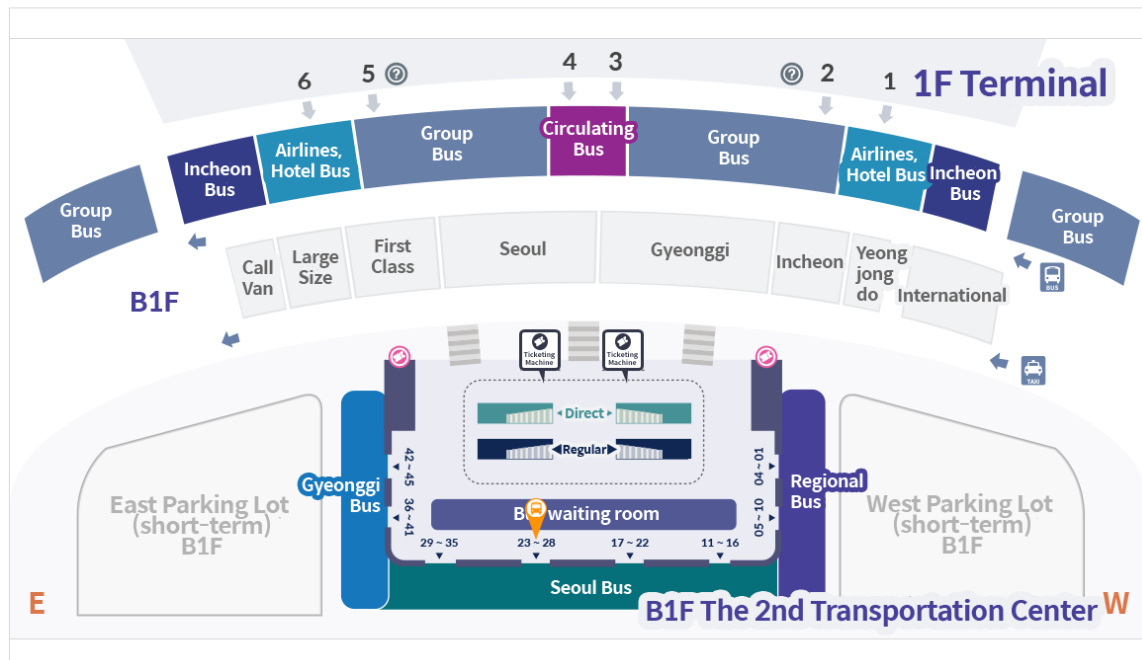 1F Terminal
6
5
?
4
3
?
2
1
Group
Bus
Incheon
Bus
Airlines,
Hotel Bus
Group
Bus
Circulating
Bus
Group
Bus
Airlines,
Hotel Bus
Incheon
Bus
Group
Bus
BUS
B1F
Call
Van
Large
Size
First
Class
Seoul
Gyeonggi
Incheon
Yeong
jong
do
International
TAXI
Ticketing
Machine
Ticketing
Machine
Direct
Regular
42 ~ 45
36 ~ 41
04 ~ 01
05 ~ 10
Gyeonggi
Bus
Regional
Bus
waiting room
29 ~ 35
23 ~ 28
17 ~ 22
11 ~ 16
Seoul Bus
East Parking Lot
(short-term)
B1F
West Parking Lot
(short-term)
B1F
E
B1F The 2nd Transportation Center
W